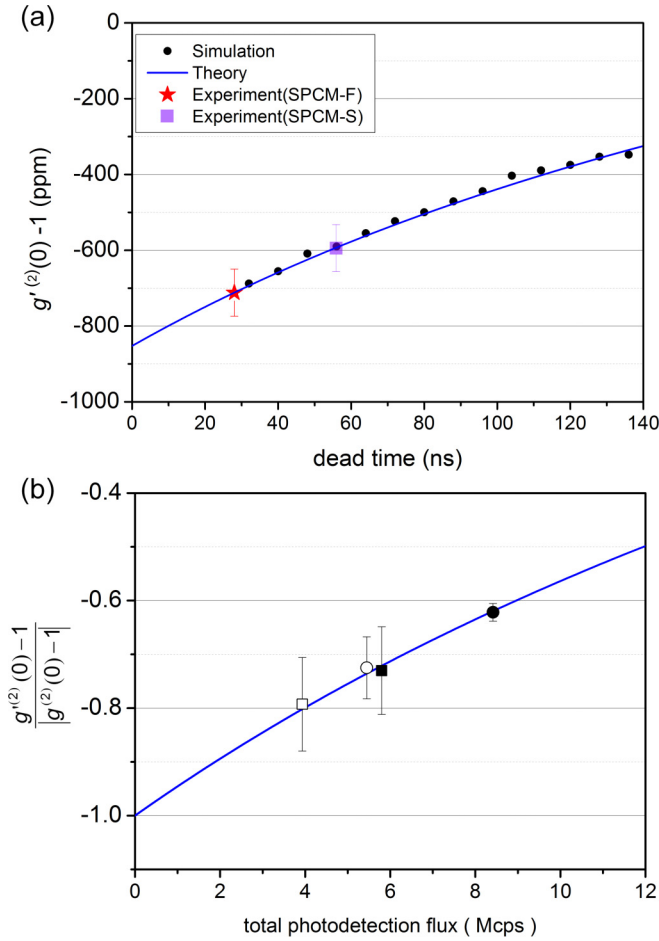 (a)
0
-200
-400
-600
-800
-1000
g'(2)(0) -1 (ppm)
Simulation
Theory
Experiment(SPCM-F)
Experiment(SPCM-S)
0 20 40 60 80 100 120 140
dead time (ns)
(b)
-0.4
-0.6
-0.8
-1.0
g'(2)(0) − 1
|g(2)(0) − 1|
0 2 4 6 8 10 12
total photodetection flux ( Mcps )